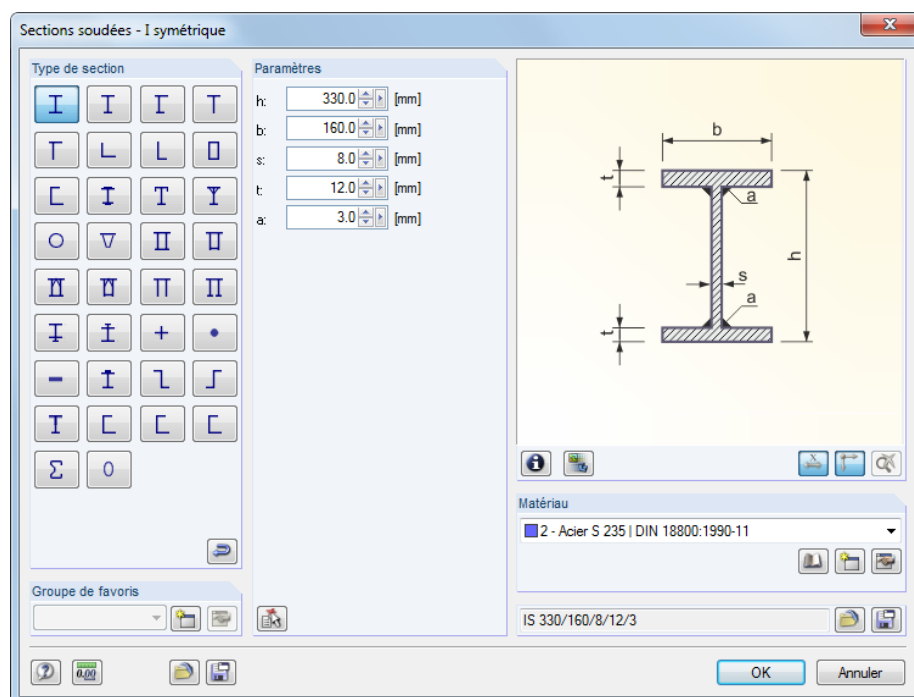 Sections soudées - I symétrique
Type de section
Paramètres
h: 330.0 [mm]
b: 160.0 [mm]
s: 8.0 [mm]
t: 12.0 [mm]
a: 3.0 [mm]
b
t
a
h
s
a
t
Matériau
2 - Acier S 235 | DIN 18800:1990-11
Groupe de favoris
IS 330/160/8/12/3
0.00
OK
Annuler